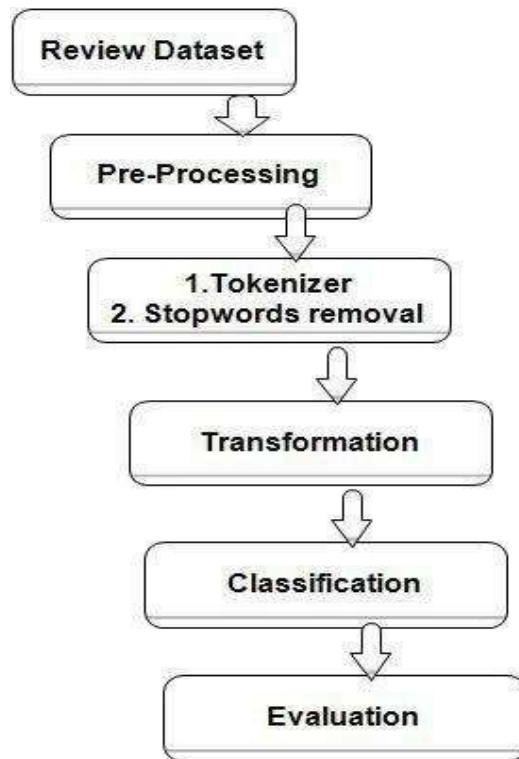 Review Dataset
Pre-Processing
1.Tokenizer
2. Stopwords removal
Transformation
Classification
Evaluation